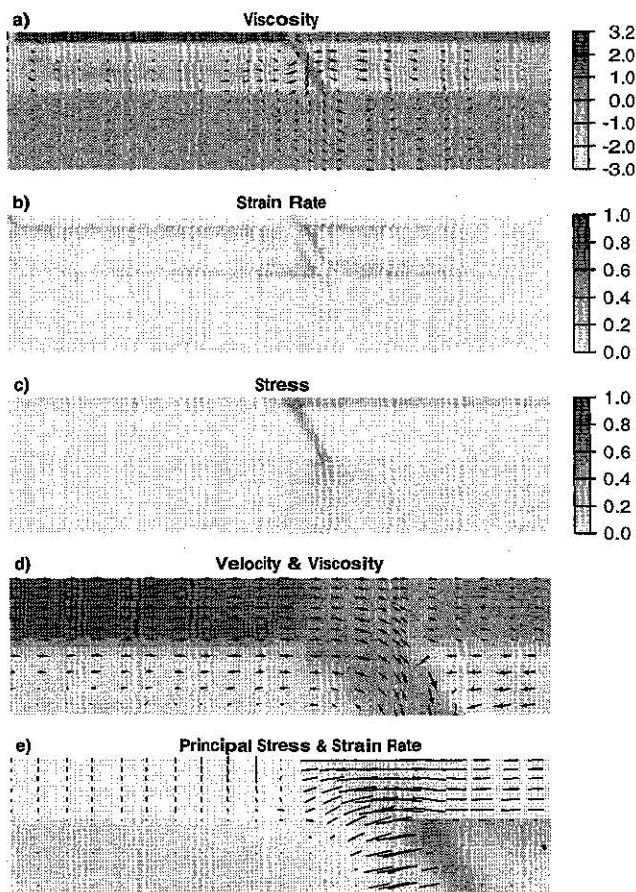 a)
Viscosity
3.2
2.0
1.0
0.0
-1.0
-2.0
-3.0
b)
Strain Rate
1.0
0.8
0.6
0.4
0.2
0.0
c)
Stress
1.0
0.8
0.6
0.4
0.2
0.0
d)
Velocity & Viscosity
e)
Principal Stress & Strain Rate